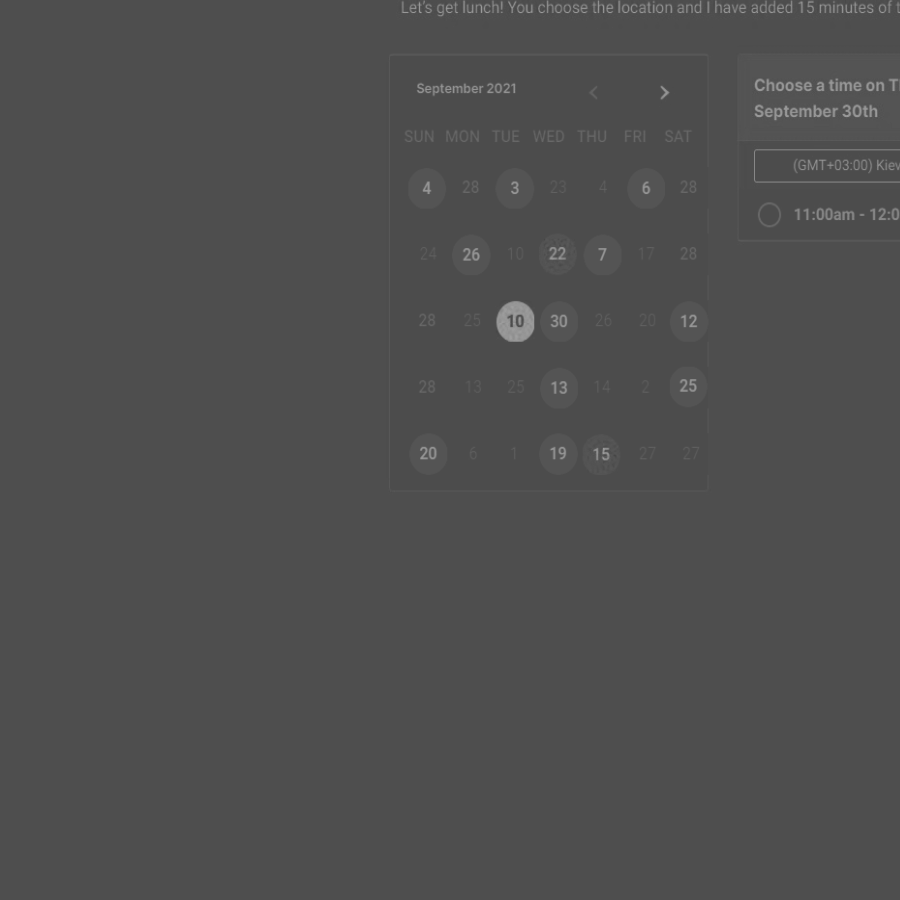 Let's get lunch! You choose the location and I have added 15 minutes of
September 2021
SUN MON TUE WED THU FRI SAT
4 28 3 23 4 6 28
24 26 10 22 7 17 28
28 25 10 30 26 20 12
28 13 25 13 14 2 25
20 6 1 19 15 27 27
Choose a time on
September 30th
(GMT+03:00) Kiev
11:00am - 12:0